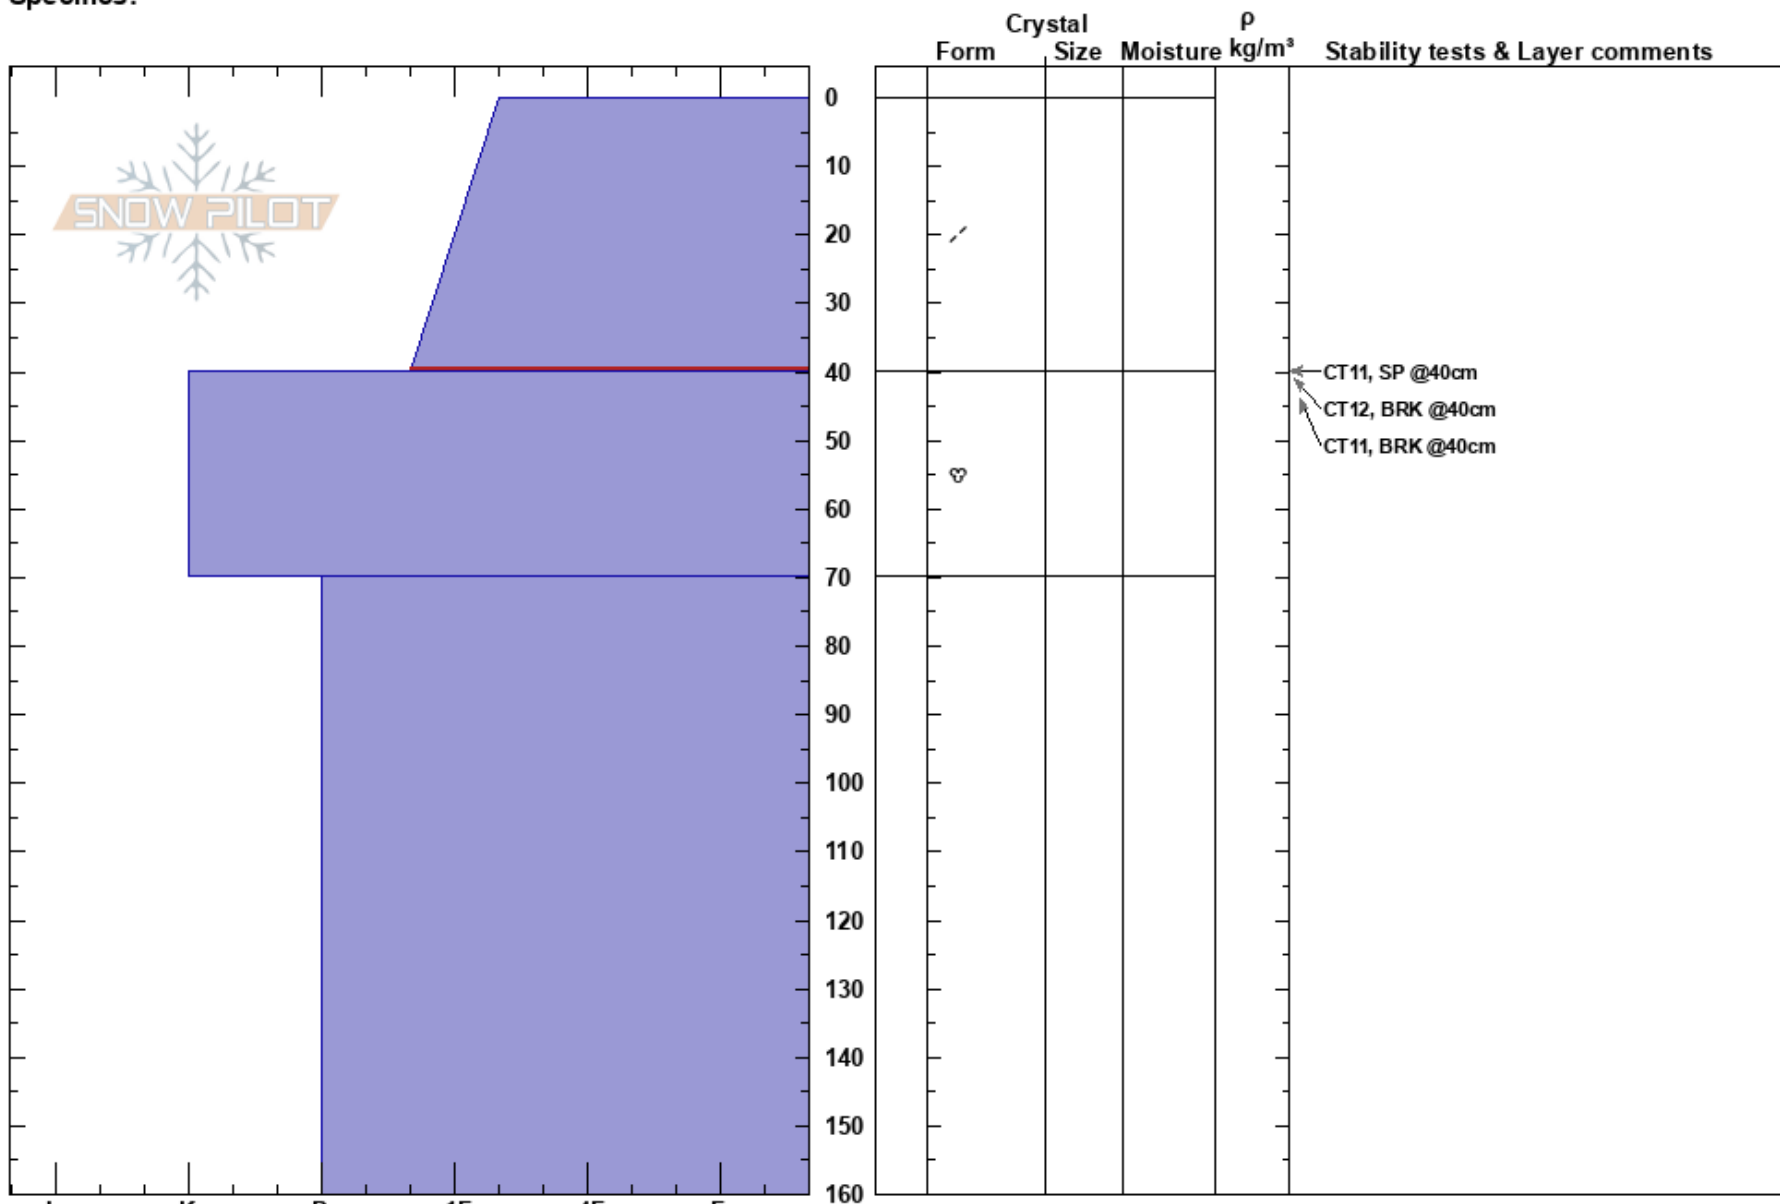 Crystal
ρ
Form Size Moisture kg/m³ Stability tests & Layer comments
0
10
SNOW PILOT
20
30
40 CT11, SP @40cm
CT12, BRK @40cm
50 CT11, BRK @40cm
60
70
80
90
100
110
120
130
140
150
160